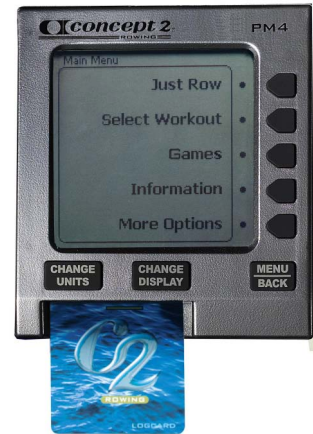 concept 2.
ROWING
PM4
Main Menu
Just Row
Select Workout
Games
Information
More Options
CHANGE UNITS
CHANGE DISPLAY
MENU BACK
C2
ROWING
LOGCARD